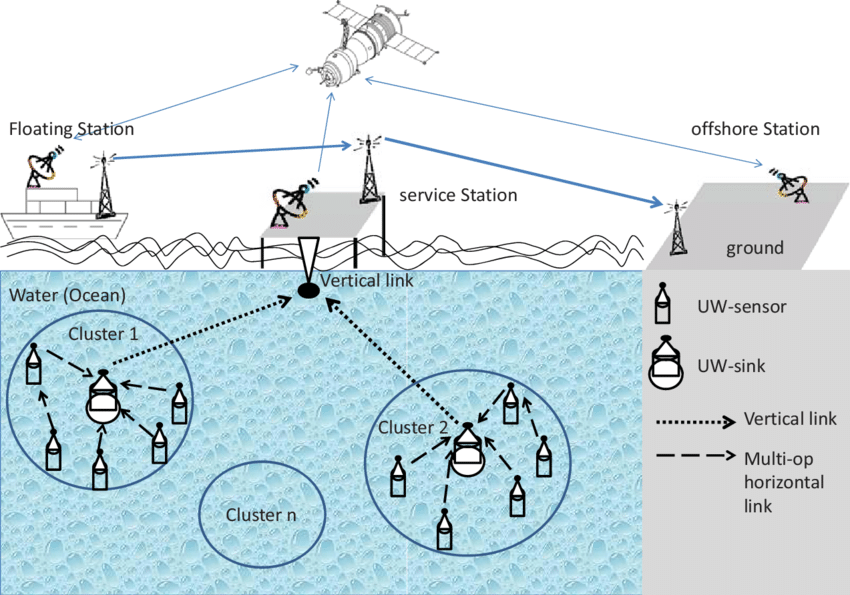 Floating Station
offshore Station
service Station
ground
Vertical link
Water (Ocean)
Cluster 1
Cluster 2
Cluster n
UW-sensor
UW-sink
Vertical link
Multi-op
horizontal
link